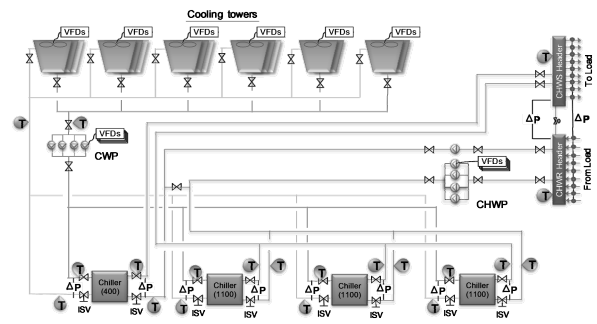 Cooling towers
VFDs
VFDs
VFDs
VFDs
VFDs
VFDs
T
CHWS Header
To Load
ΔP
ΔP
T
T
VFDs
CWP
VFDs
CHWP
CHWR Header
From Load
T
T
T
T
T
T
T
T
T
ΔP
Chiller
(400)
ΔP
ΔP
Chiller
(1100)
ΔP
ΔP
Chiller
(1100)
ΔP
ΔP
Chiller
(1100)
ΔP
T
T
T
T
ISV
ISV
ISV
ISV
ISV
ISV
ISV
ISV